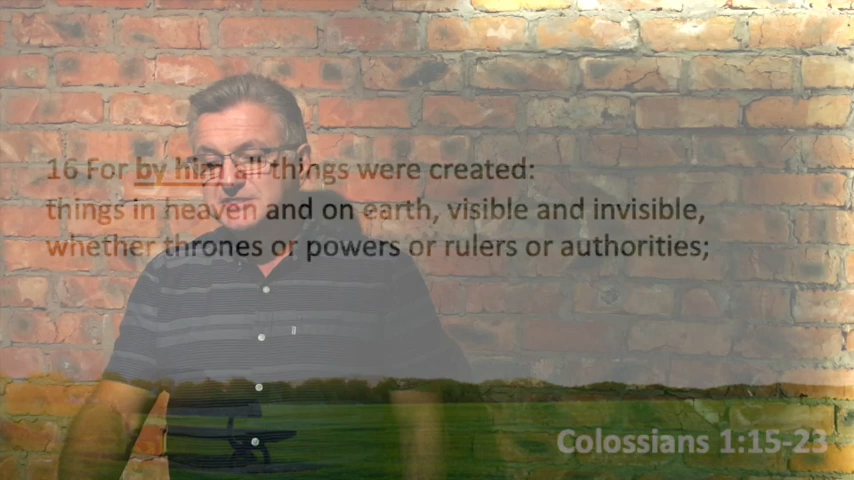 16 For by him all things were created:
things in heaven and on earth, visible and invisible,
whether thrones or powers or rulers or authorities;
Colossians 1:15-23